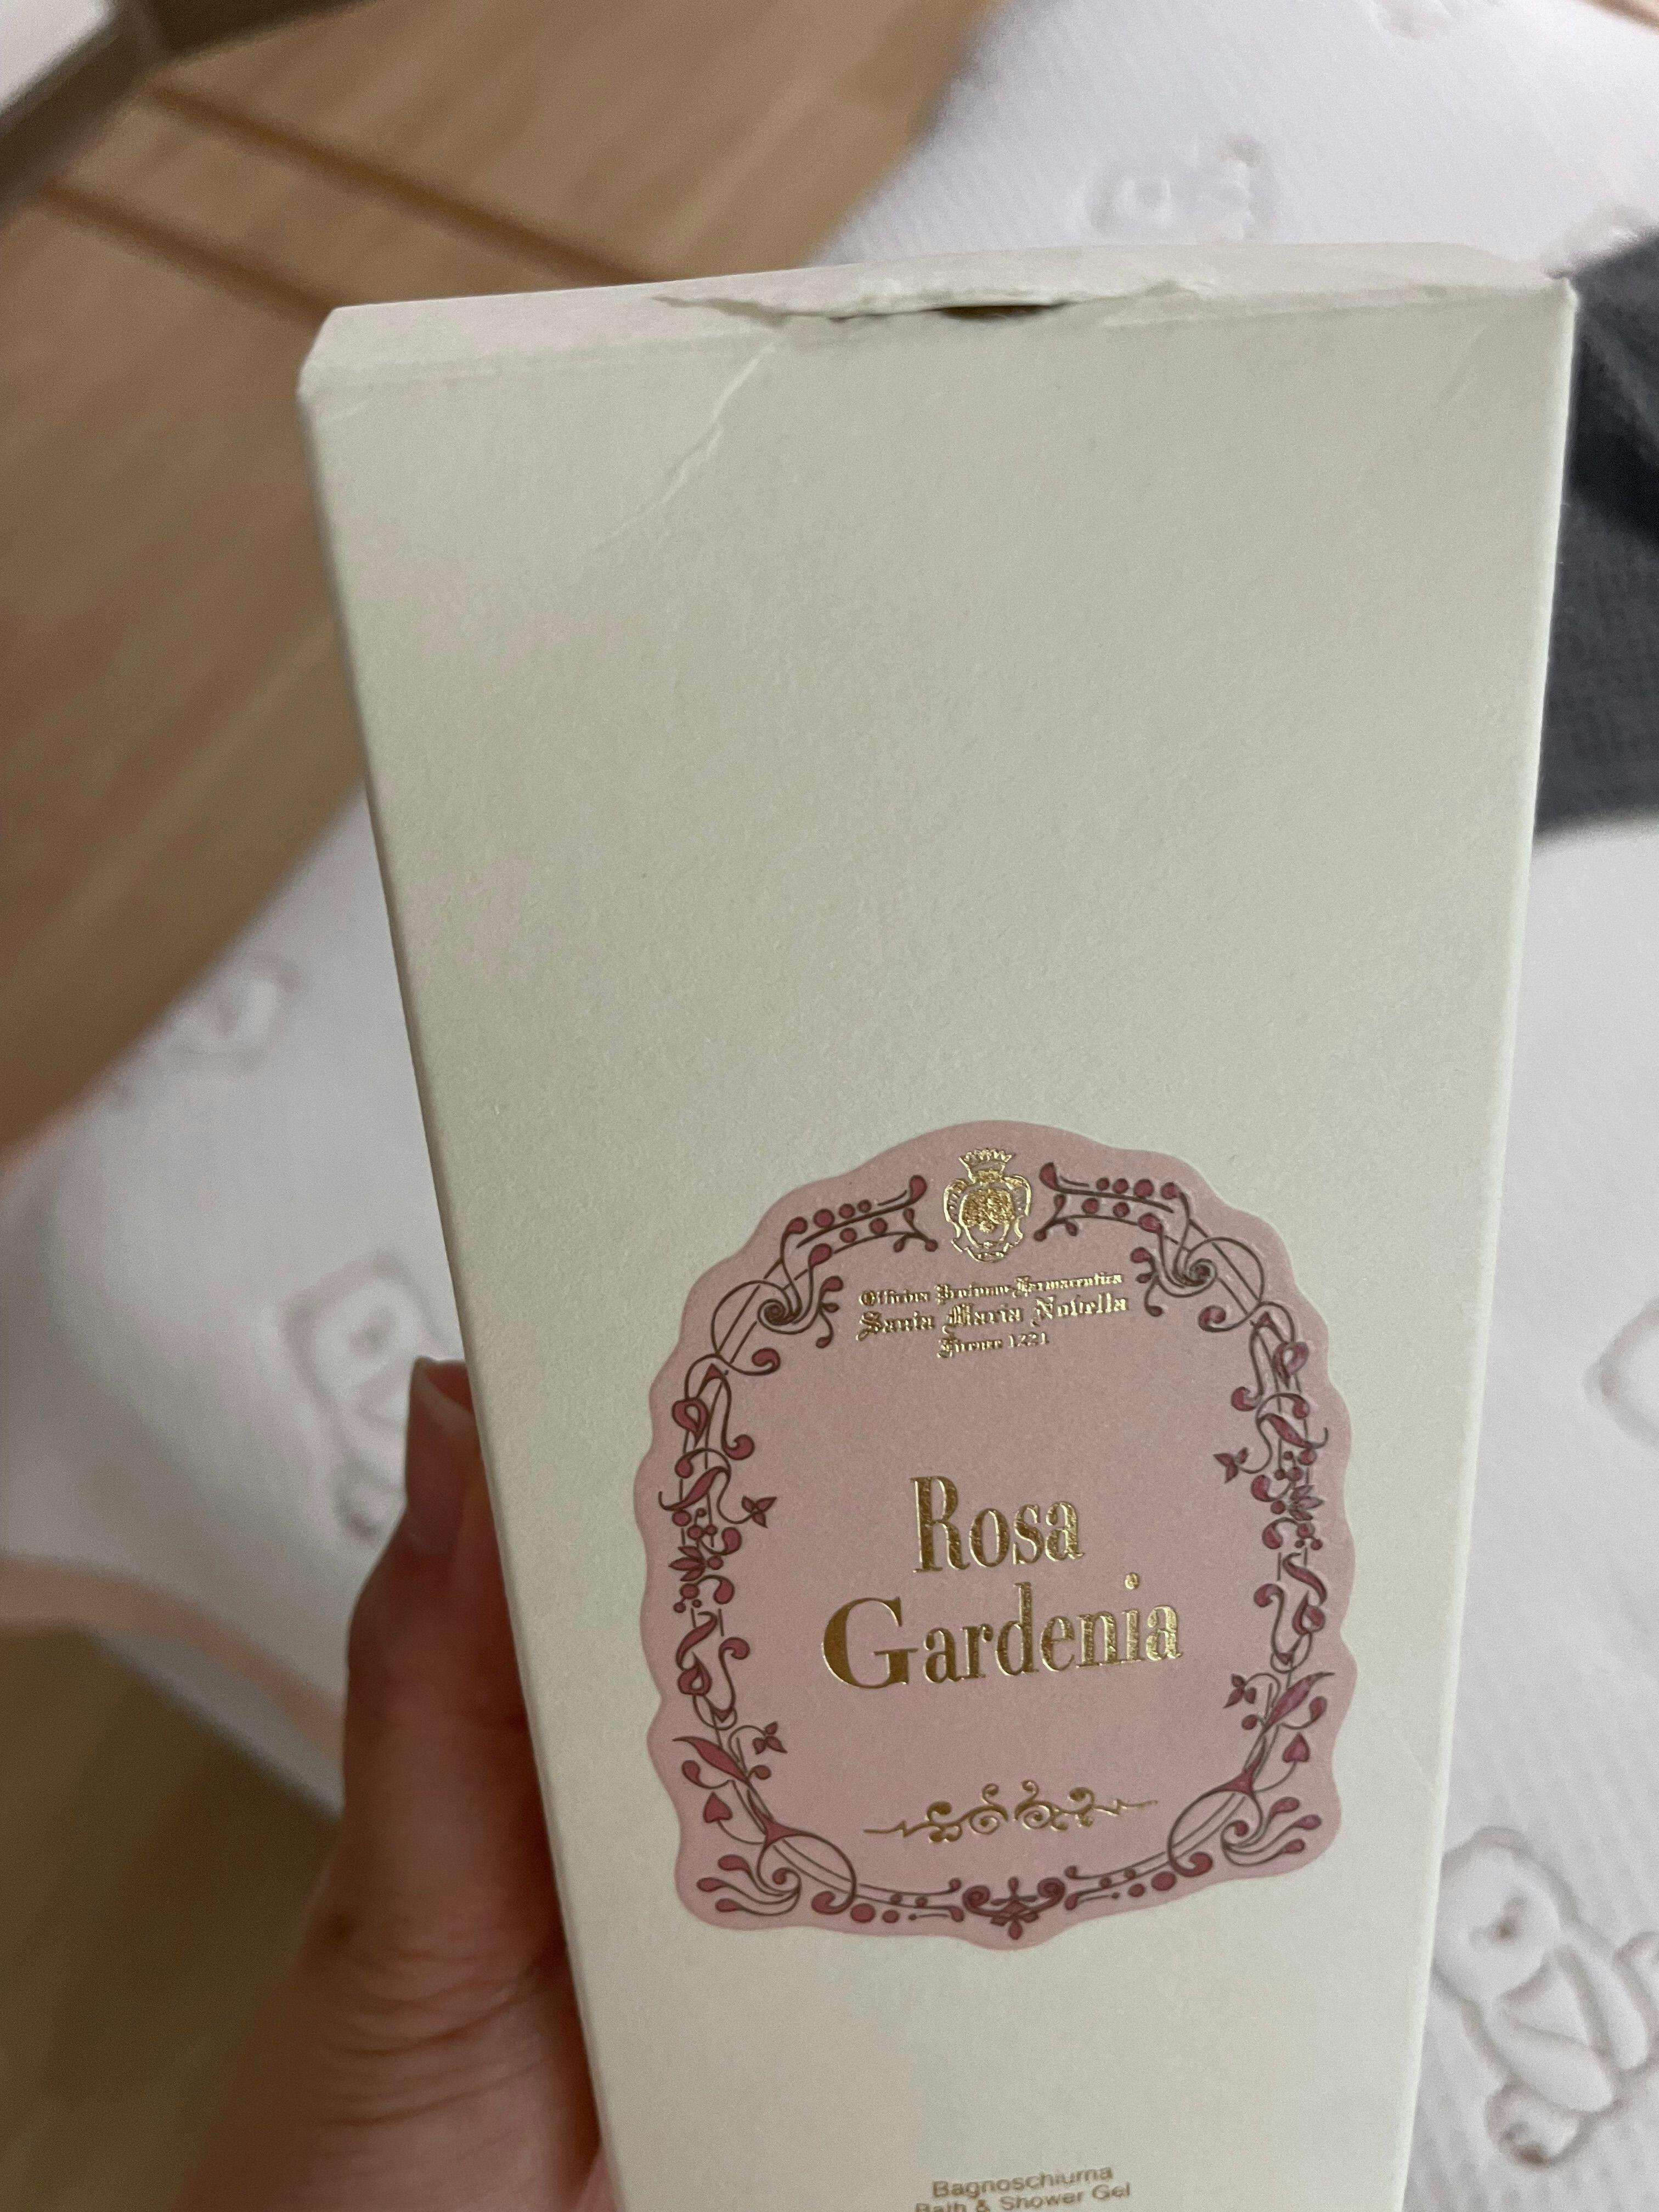 Officina Profumo-Farmaceutica
Santa Maria Novella
Firenze 1221
Rosa
Gardenia
Bagnoschiuma
Bath & Shower Gel